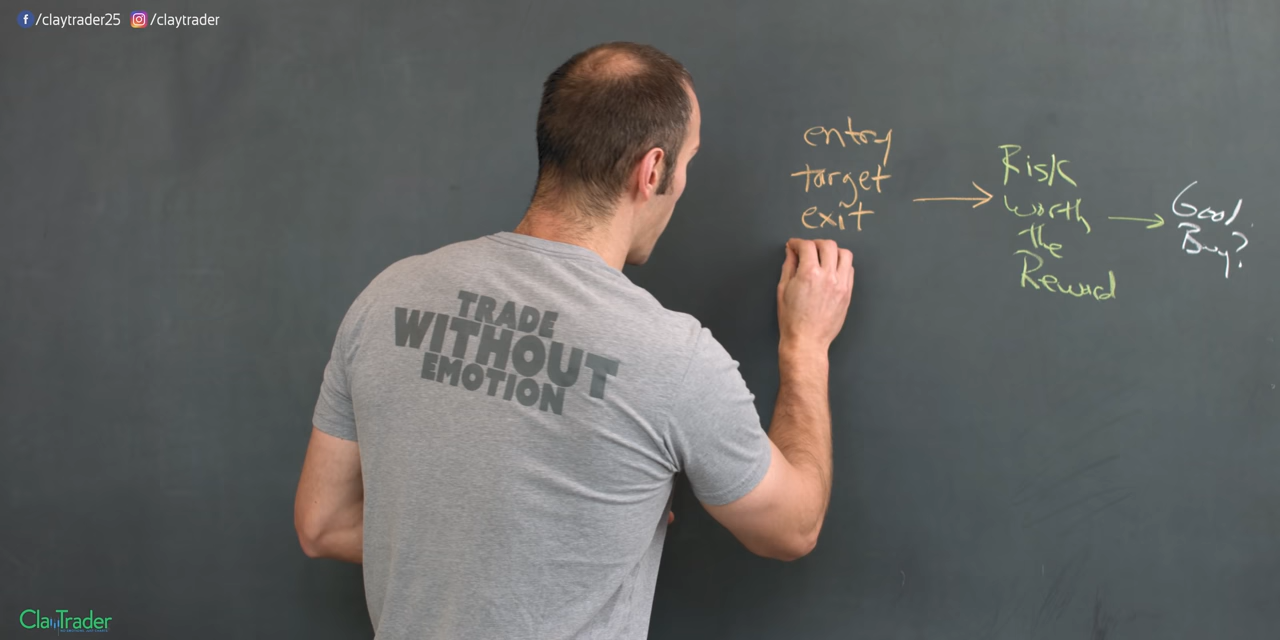 /claytrader25 /claytrader
entry
target
exit
Risk
worth
the
Reward
Good
Buy?
TRADE
WITHOUT
EMOTION
ClayTrader